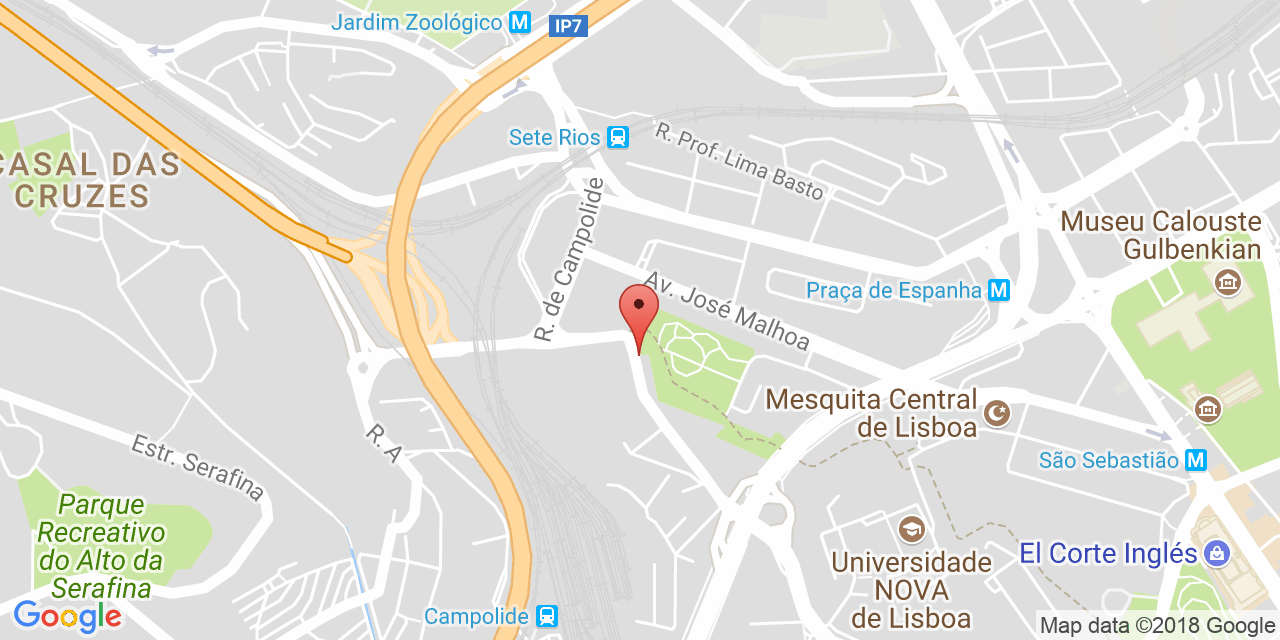 Jardim Zoológico M
IP7
Sete Rios
R. Prof. Lima Basto
CASAL DAS
CRUZES
R. de Campolide
Museu Calouste
Gulbenkian
Av. José Malhoa
Praça de Espanha M
Mesquita Central
de Lisboa
R. A
Estr. Serafina
São Sebastião M
Parque
Recreativo
do Alto da
Serafina
Universidade
NOVA
de Lisboa
El Corte Inglés
Campolide
Google
Map data ©2018 Google